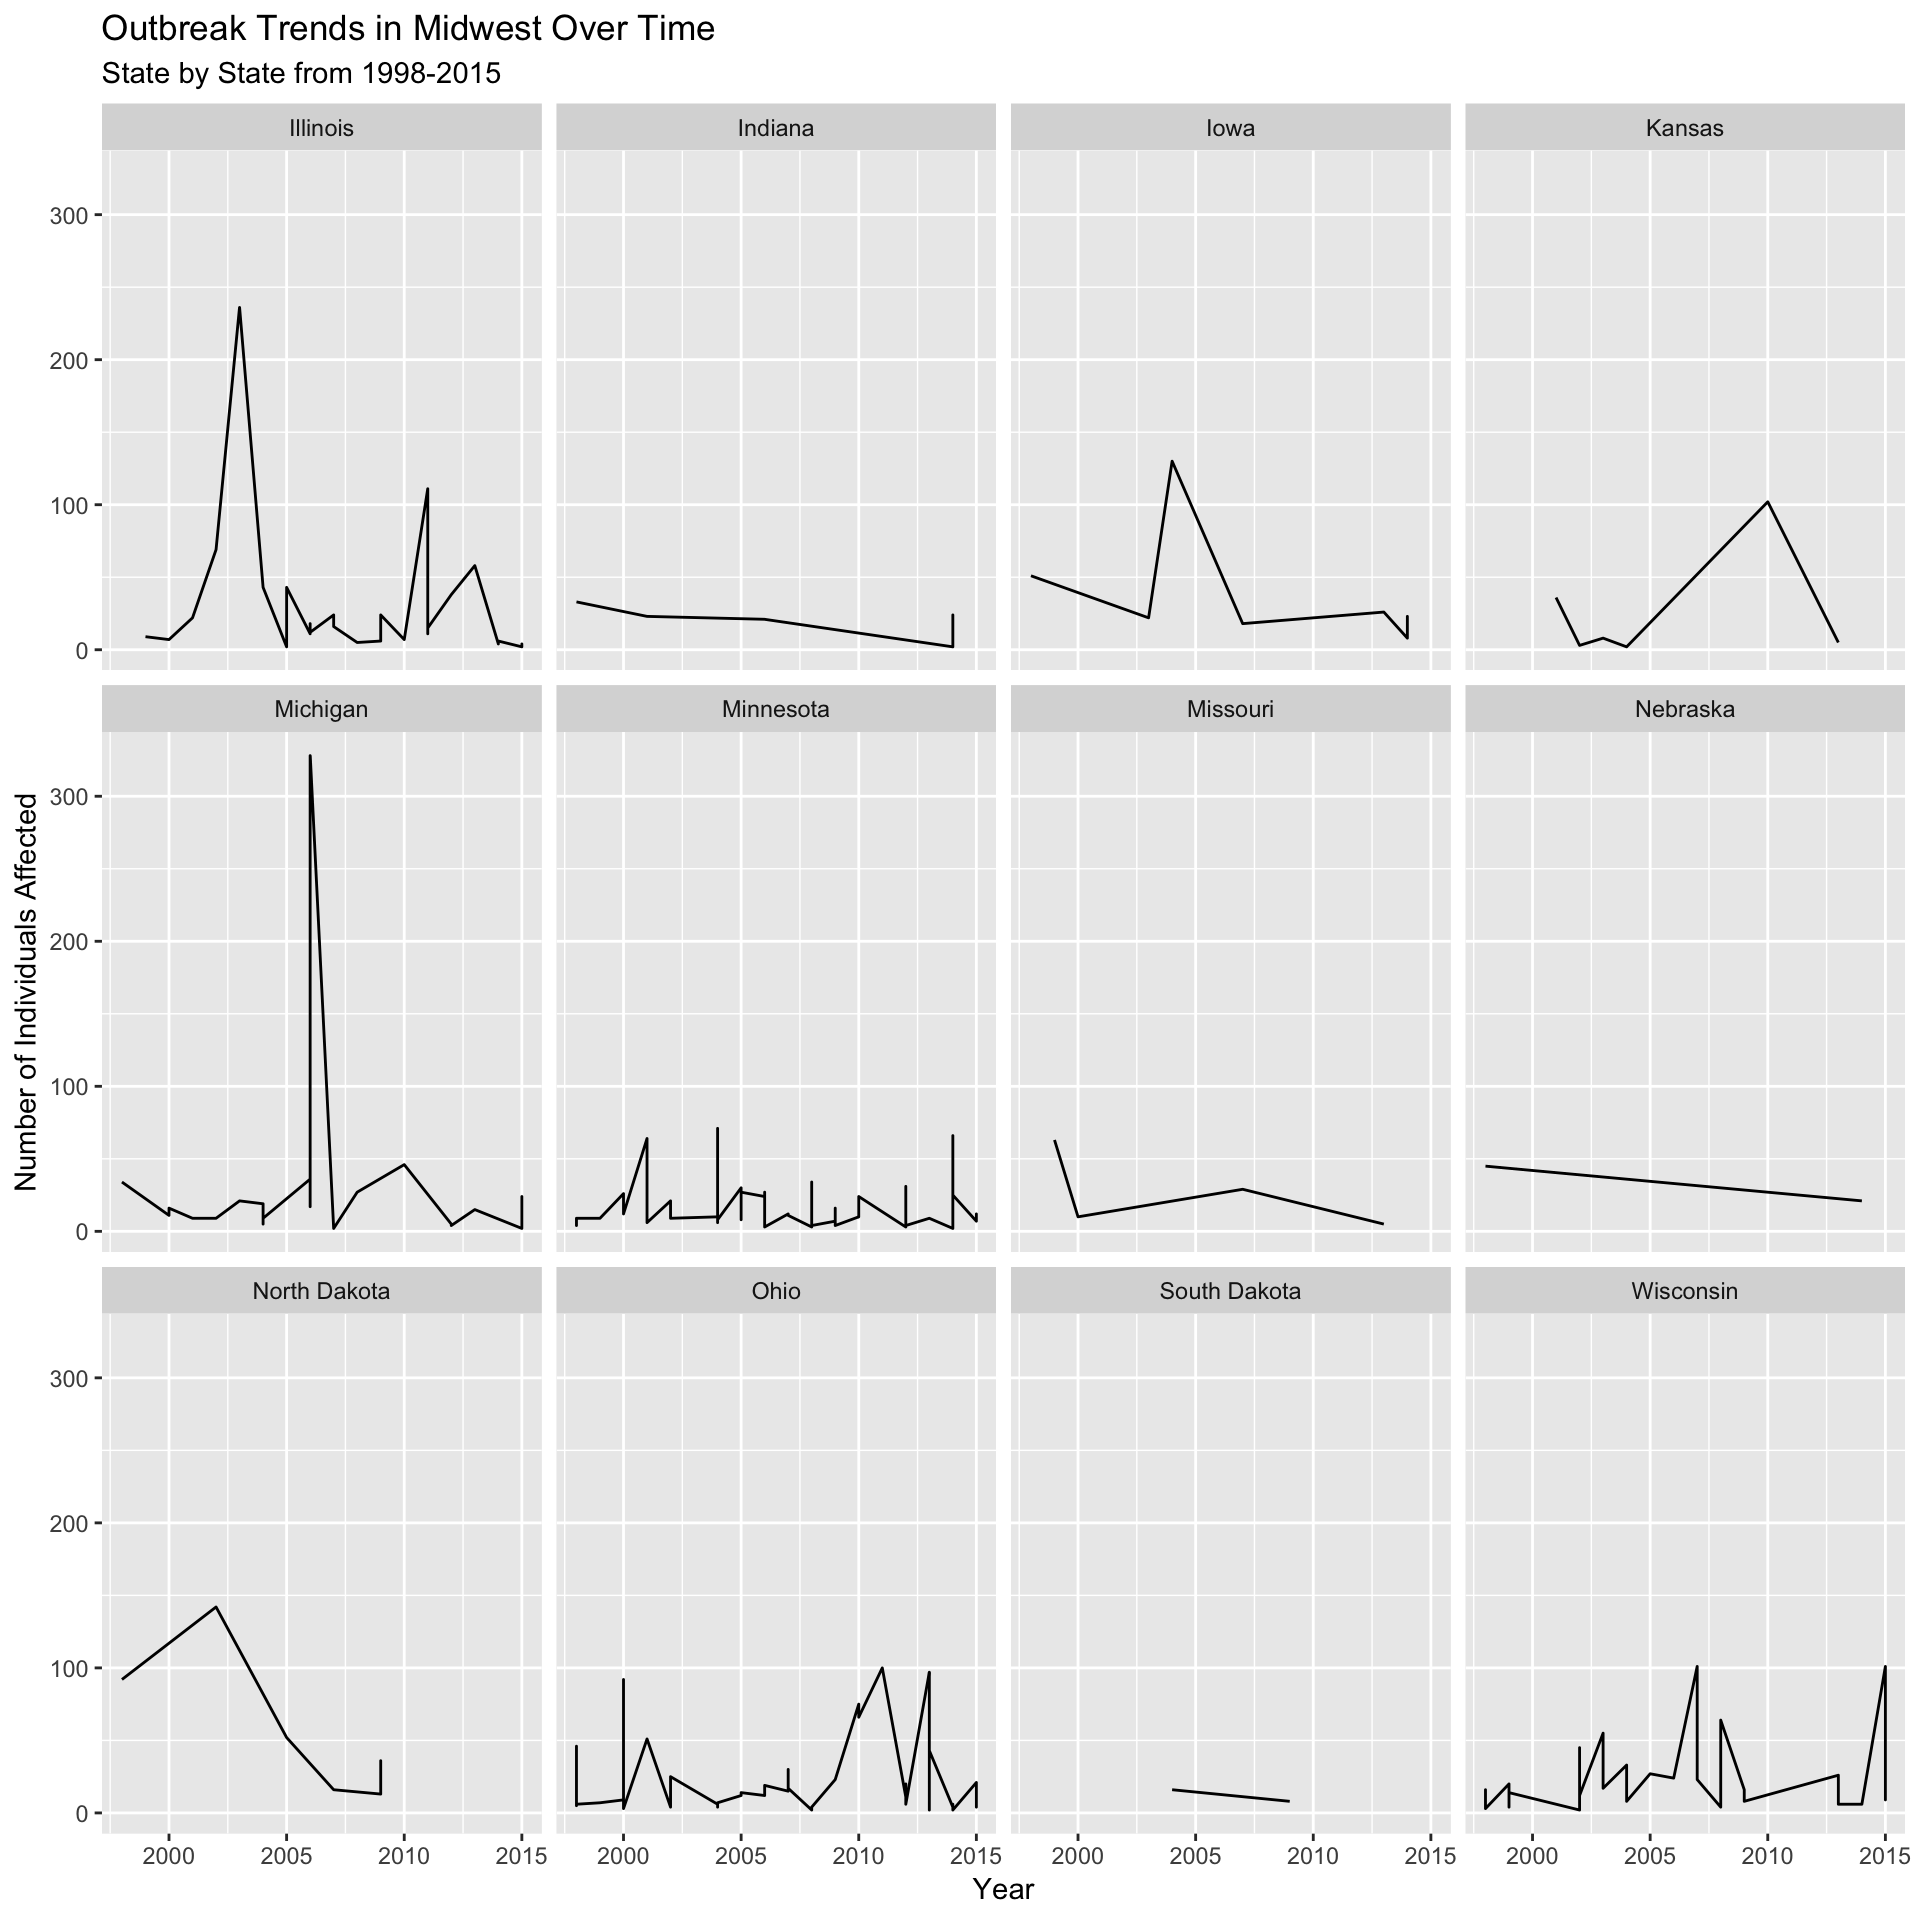 Outbreak Trends in Midwest Over Time
State by State from 1998-2015
Illinois Indiana Iowa Kansas
300
200
100
0
Michigan Minnesota Missouri Nebraska
300
200
100
0
North Dakota Ohio South Dakota Wisconsin
300
200
100
0
2000 2005 2010 2015 2000 2005 2010 2015 2000 2005 2010 2015 2000 2005 2010 2015
Year
Number of Individuals Affected